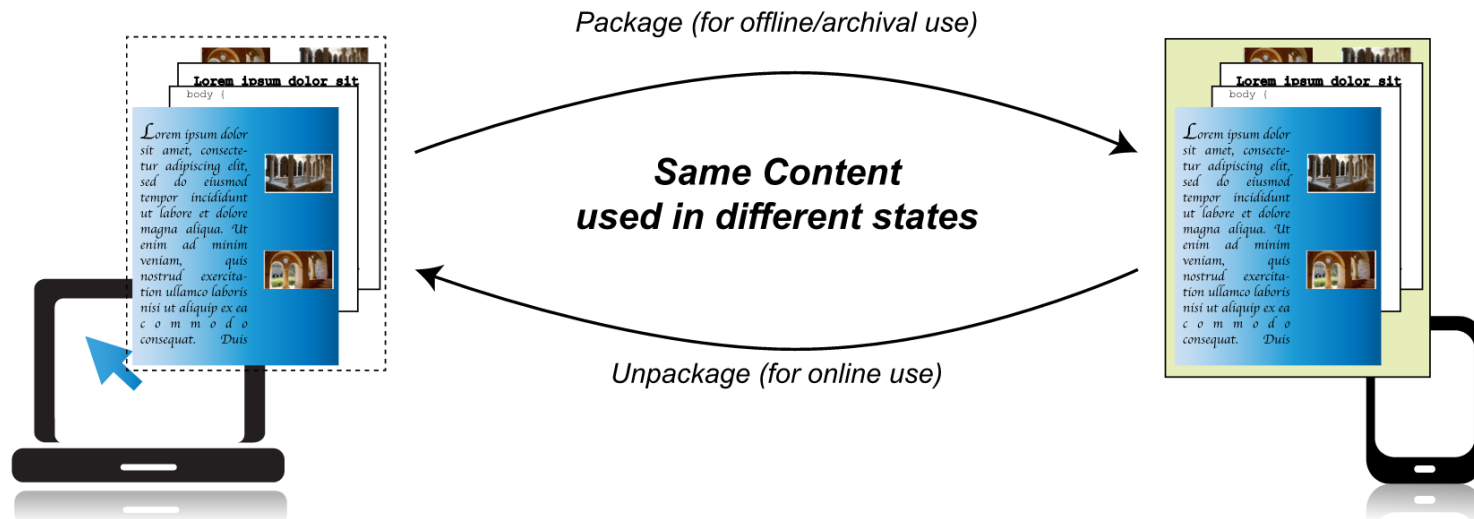 Package (for offline/archival use)
Lorem ipsum dolor sit
body {
Lorem ipsum dolor
sit amet, consecte-
tur adipiscing elit,
sed do eiusmod
tempor incididunt
ut labore et dolore
magna aliqua. Ut
enim ad minim
veniam, quis
nostrud exercita-
tion ullamco laboris
nisi ut aliquip ex ea
c o m m o d o
consequat. Duis
Same Content
used in different states
Unpackage (for online use)
Lorem ipsum dolor sit
body {
Lorem ipsum dolor
sit amet, consecte-
tur adipiscing elit,
sed do eiusmod
tempor incididunt
ut labore et dolore
magna aliqua. Ut
enim ad minim
veniam, quis
nostrud exercita-
tion ullamco laboris
nisi ut aliquip ex ea
c o m m o d o
consequat. Duis